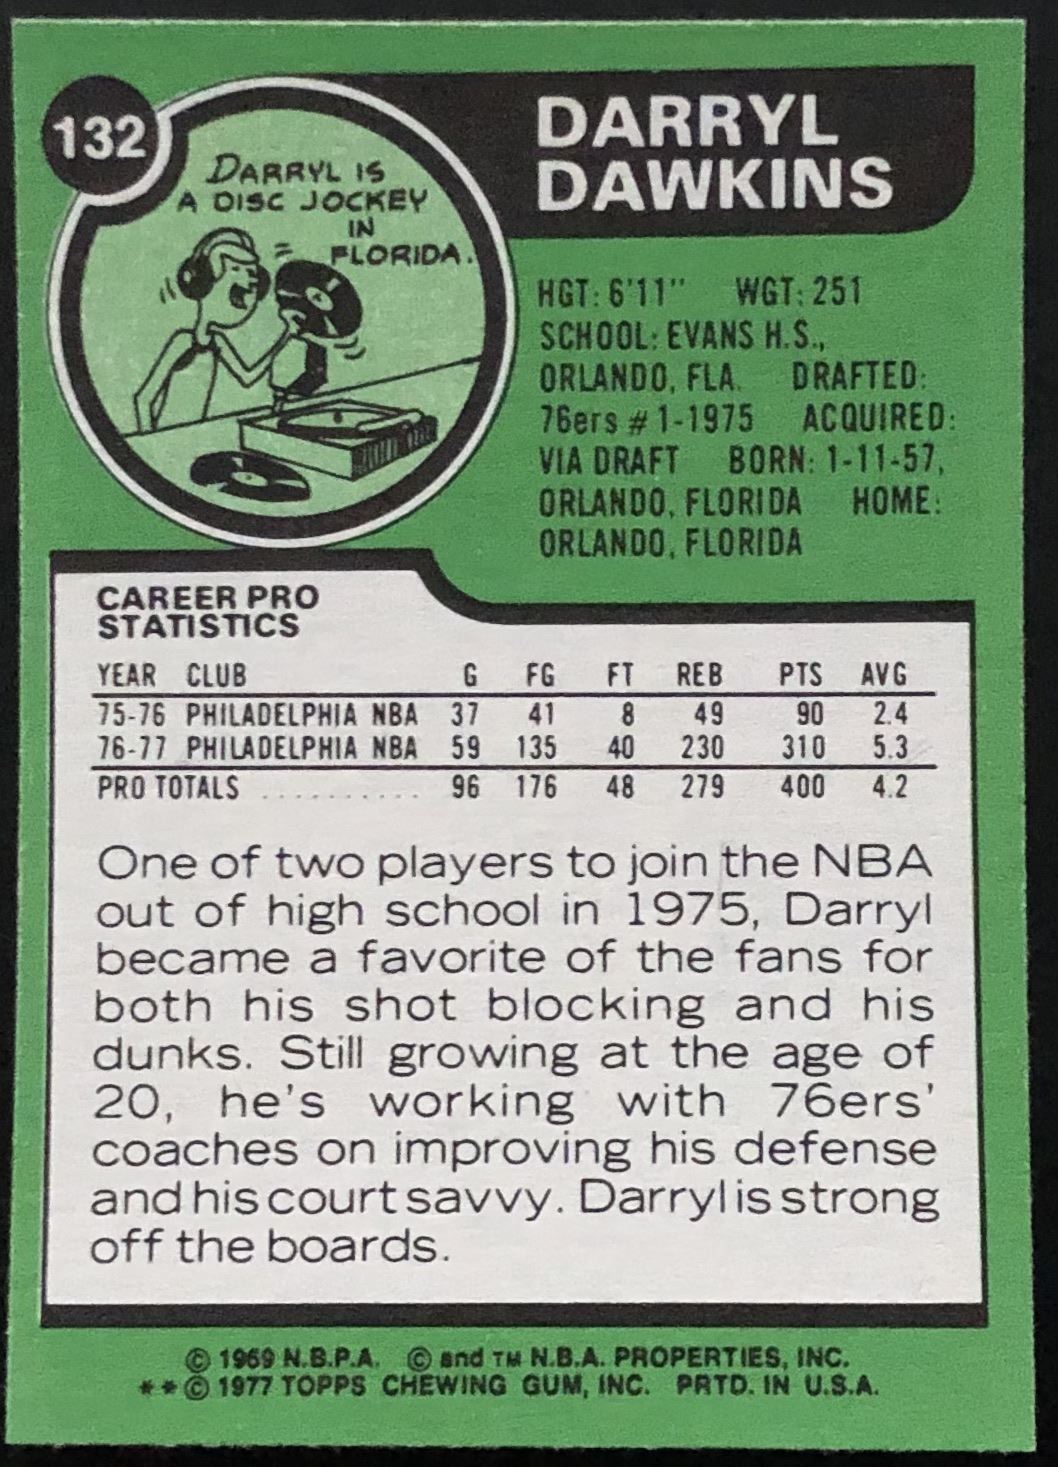 132
DARRYL IS
A DISC JOCKEY
IN
FLORIDA.
DARRYL
DAWKINS
HGT: 6'11" WGT: 251
SCHOOL: EVANS H.S.,
ORLANDO, FLA. DRAFTED:
76ers #1-1975 ACQUIRED:
VIA DRAFT BORN: 1-11-57,
ORLANDO, FLORIDA HOME:
ORLANDO, FLORIDA
CAREER PRO
STATISTICS
YEAR CLUB G FG FT REB PTS AVG
75-76 PHILADELPHIA NBA 37 41 8 49 90 2.4
76-77 PHILADELPHIA NBA 59 135 40 230 310 5.3
PRO TOTALS .......... 96 176 48 279 400 4.2
One of two players to join the NBA
out of high school in 1975, Darryl
became a favorite of the fans for
both his shot blocking and his
dunks. Still growing at the age of
20, he's working with 76ers'
coaches on improving his defense
and his court savvy. Darryl is strong
off the boards.
© 1969 N.B.P.A. © and TM N.B.A. PROPERTIES, INC.
**© 1977 TOPPS CHEWING GUM, INC. PRTD. IN U.S.A.